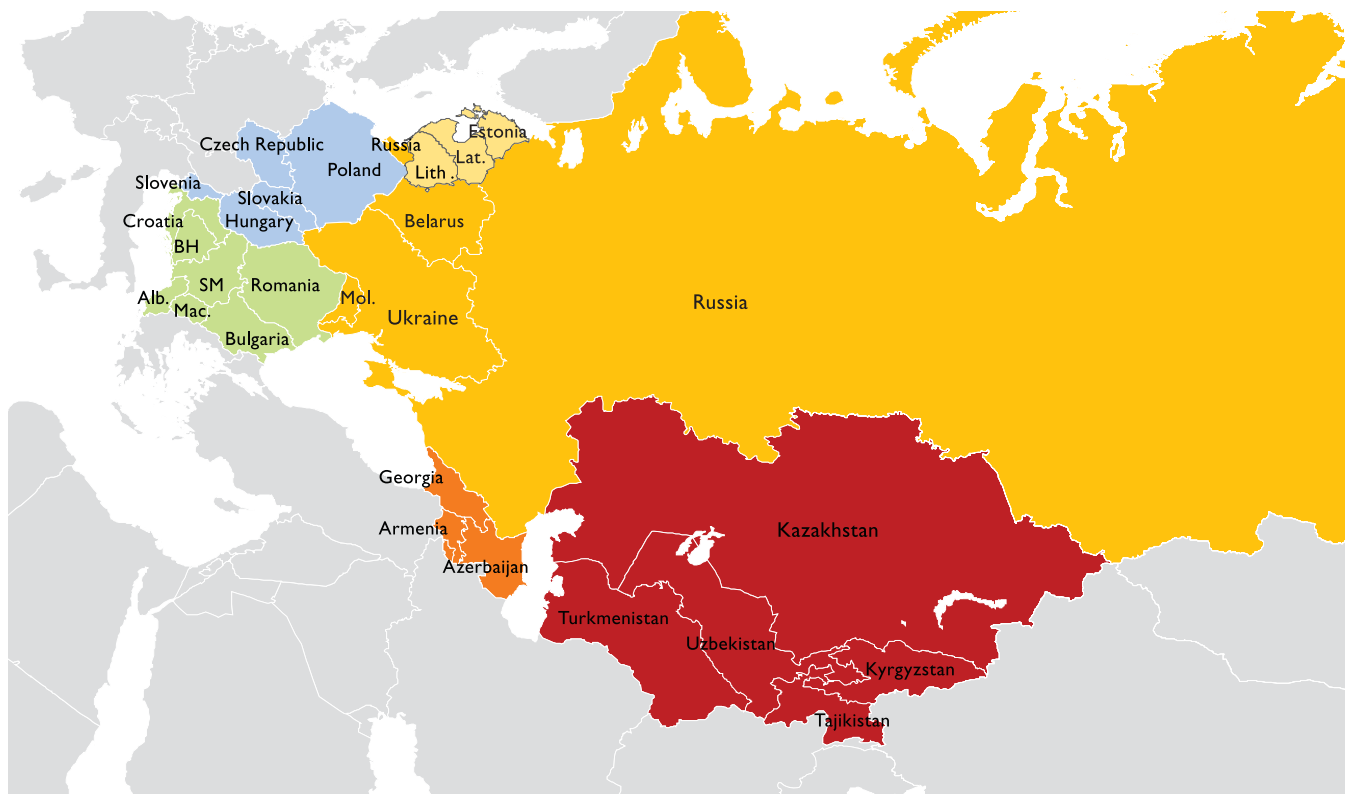 Estonia
Czech Republic
Russia
Lat.
Poland
Lith .
Slovenia
Slovakia
Croatia
Hungary
Belarus
BH
SM
Romania
Alb.
Mol.
Russia
Mac.
Ukraine
Bulgaria
Georgia
Armenia
Kazakhstan
Azerbaijan
Turkmenistan
Uzbekistan
Kyrgyzstan
Tajikistan